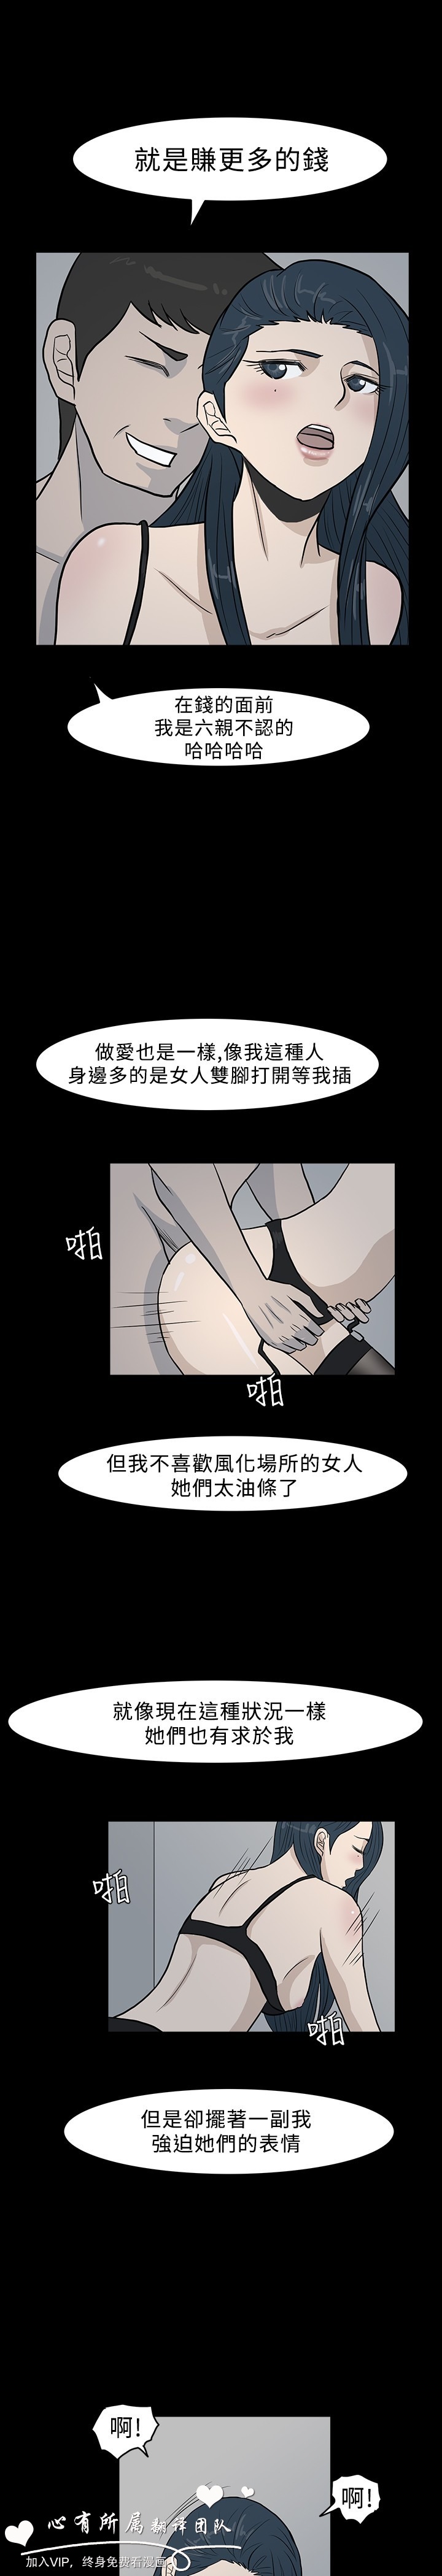 就是賺更多的錢
在錢的面前
我是六親不認的
哈哈哈哈
做愛也是一樣,像我這種人
身邊多的是女人雙腳打開等我插
啪
啪
但我不喜歡風化場所的女人
她們太油條了
就像現在這種狀況一樣
她們也有求於我
啪
啪
但是卻擺著一副我
強迫她們的表情
啊!
啊!
心有所属翻译团队
加入VIP，终身免费看漫画